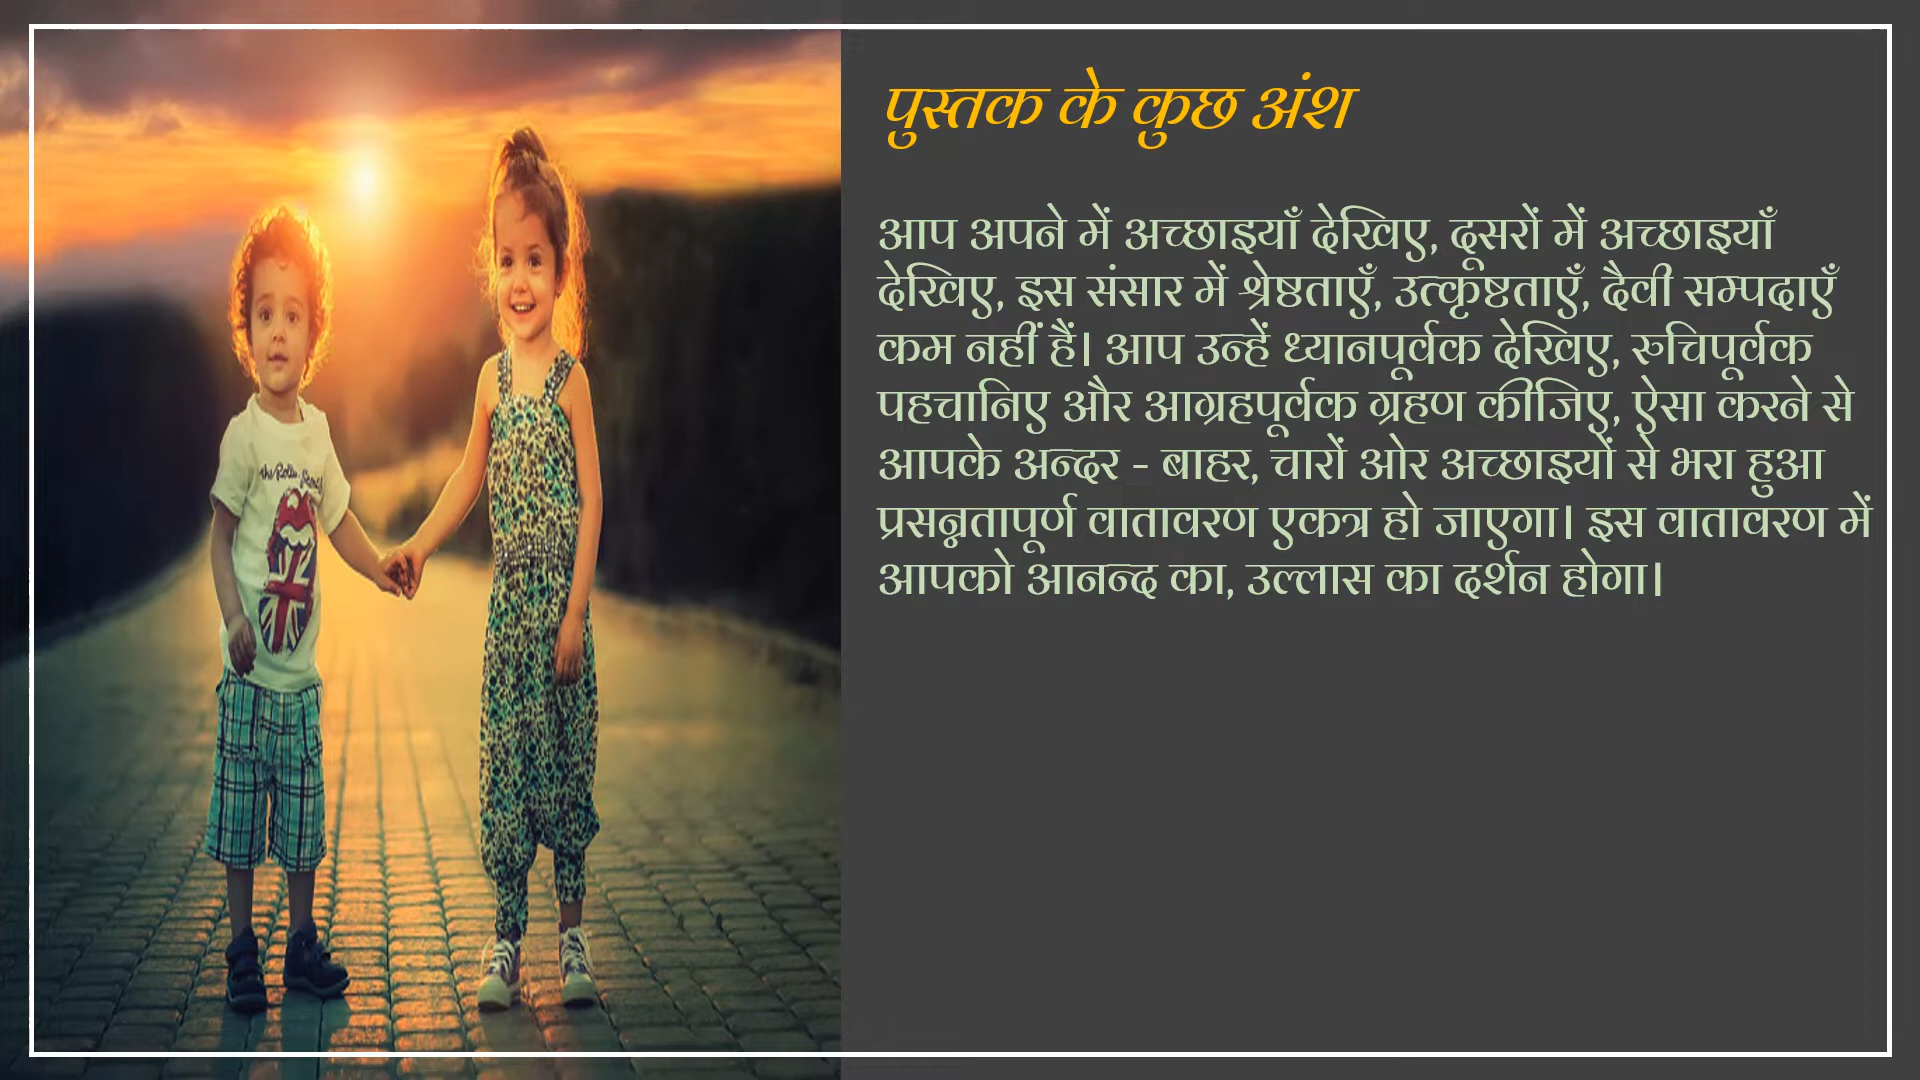 पुस्तक के कुछ अंश
आप अपने में अच्छाइयाँ देखिए, दूसरों में अच्छाइयाँ
देखिए, इस संसार में श्रेष्ठताएँ, उत्कृष्टताएँ, दैवी सम्पदाएँ
कम नहीं हैं। आप उन्हें ध्यानपूर्वक देखिए, रुचिपूर्वक
पहचानिए और आग्रहपूर्वक ग्रहण कीजिए, ऐसा करने से
आपके अन्दर - बाहर, चारों ओर अच्छाइयों से भरा हुआ
प्रसन्नतापूर्ण वातावरण एकत्र हो जाएगा। इस वातावरण में
आपको आनन्द का, उल्लास का दर्शन होगा।